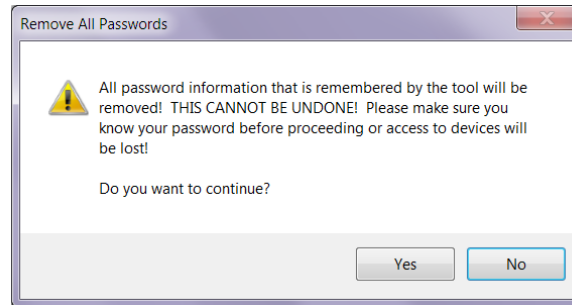 Remove All Passwords
All password information that is remembered by the tool will be
removed!  THIS CANNOT BE UNDONE!  Please make sure you
know your password before proceeding or access to devices will
be lost!
Do you want to continue?
Yes
No